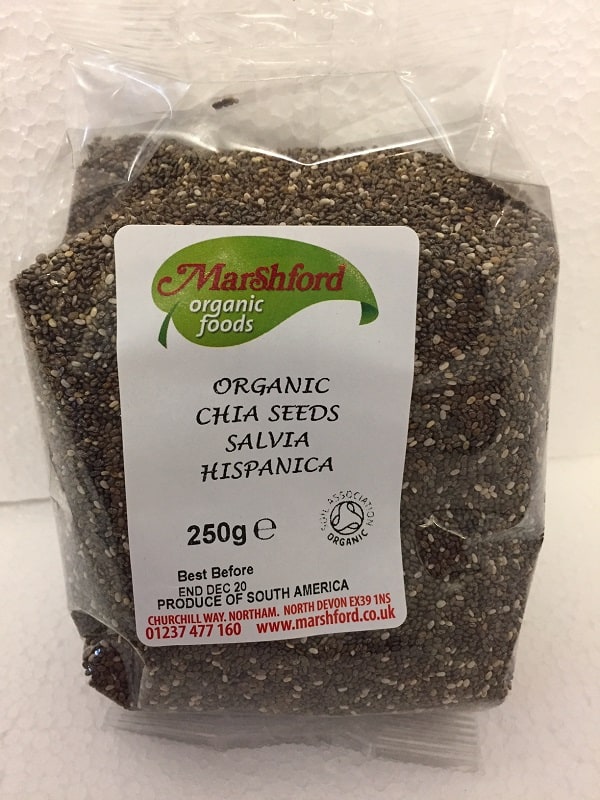 Marshford
organic
foods
ORGANIC
CHIA SEEDS
SALVIA
HISPANICA
250g ℮
SOIL ASSOCIATION
ORGANIC
Best Before
END DEC 20
PRODUCE OF SOUTH AMERICA
CHURCHILL WAY. NORTHAM. NORTH DEVON EX39 1NS
01237 477 160 www.marshford.co.uk